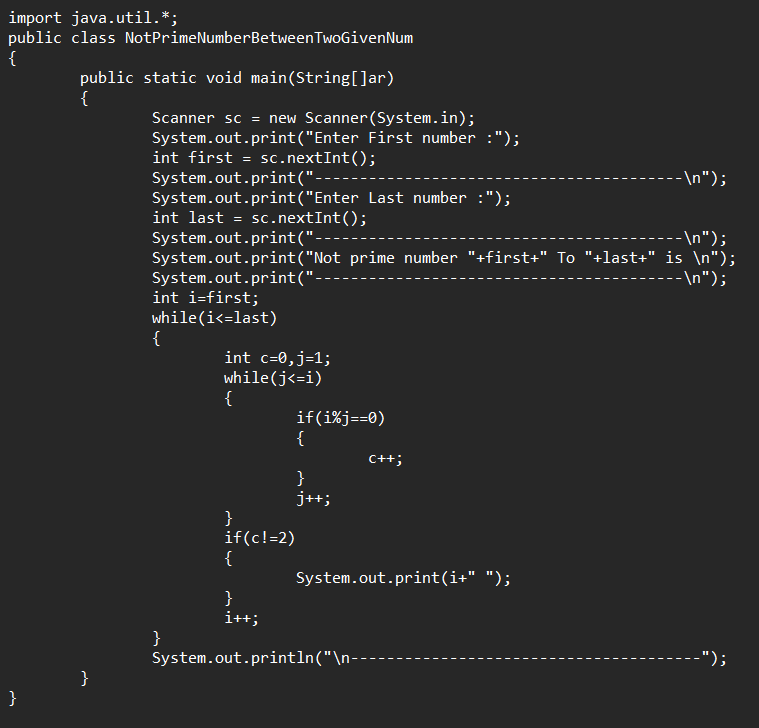 import java.util.*;
public class NotPrimeNumberBetweenTwoGivenNum
{
        public static void main(String[]ar)
        {
                Scanner sc = new Scanner(System.in);
                System.out.print("Enter First number :");
                int first = sc.nextInt();
                System.out.print("-----------------------------------------\n");
                System.out.print("Enter Last number :");
                int last = sc.nextInt();
                System.out.print("-----------------------------------------\n");
                System.out.print("Not prime number "+first+" To "+last+" is \n");
                System.out.print("-----------------------------------------\n");
                int i=first;
                while(i<=last)
                {
                        int c=0,j=1;
                        while(j<=i)
                        {
                                if(i%j==0)
                                {
                                        c++;
                                }
                                j++;
                        }
                        if(c!=2)
                        {
                                System.out.print(i+" ");
                        }
                        i++;
                }
                System.out.println("\n---------------------------------------");
        }
}